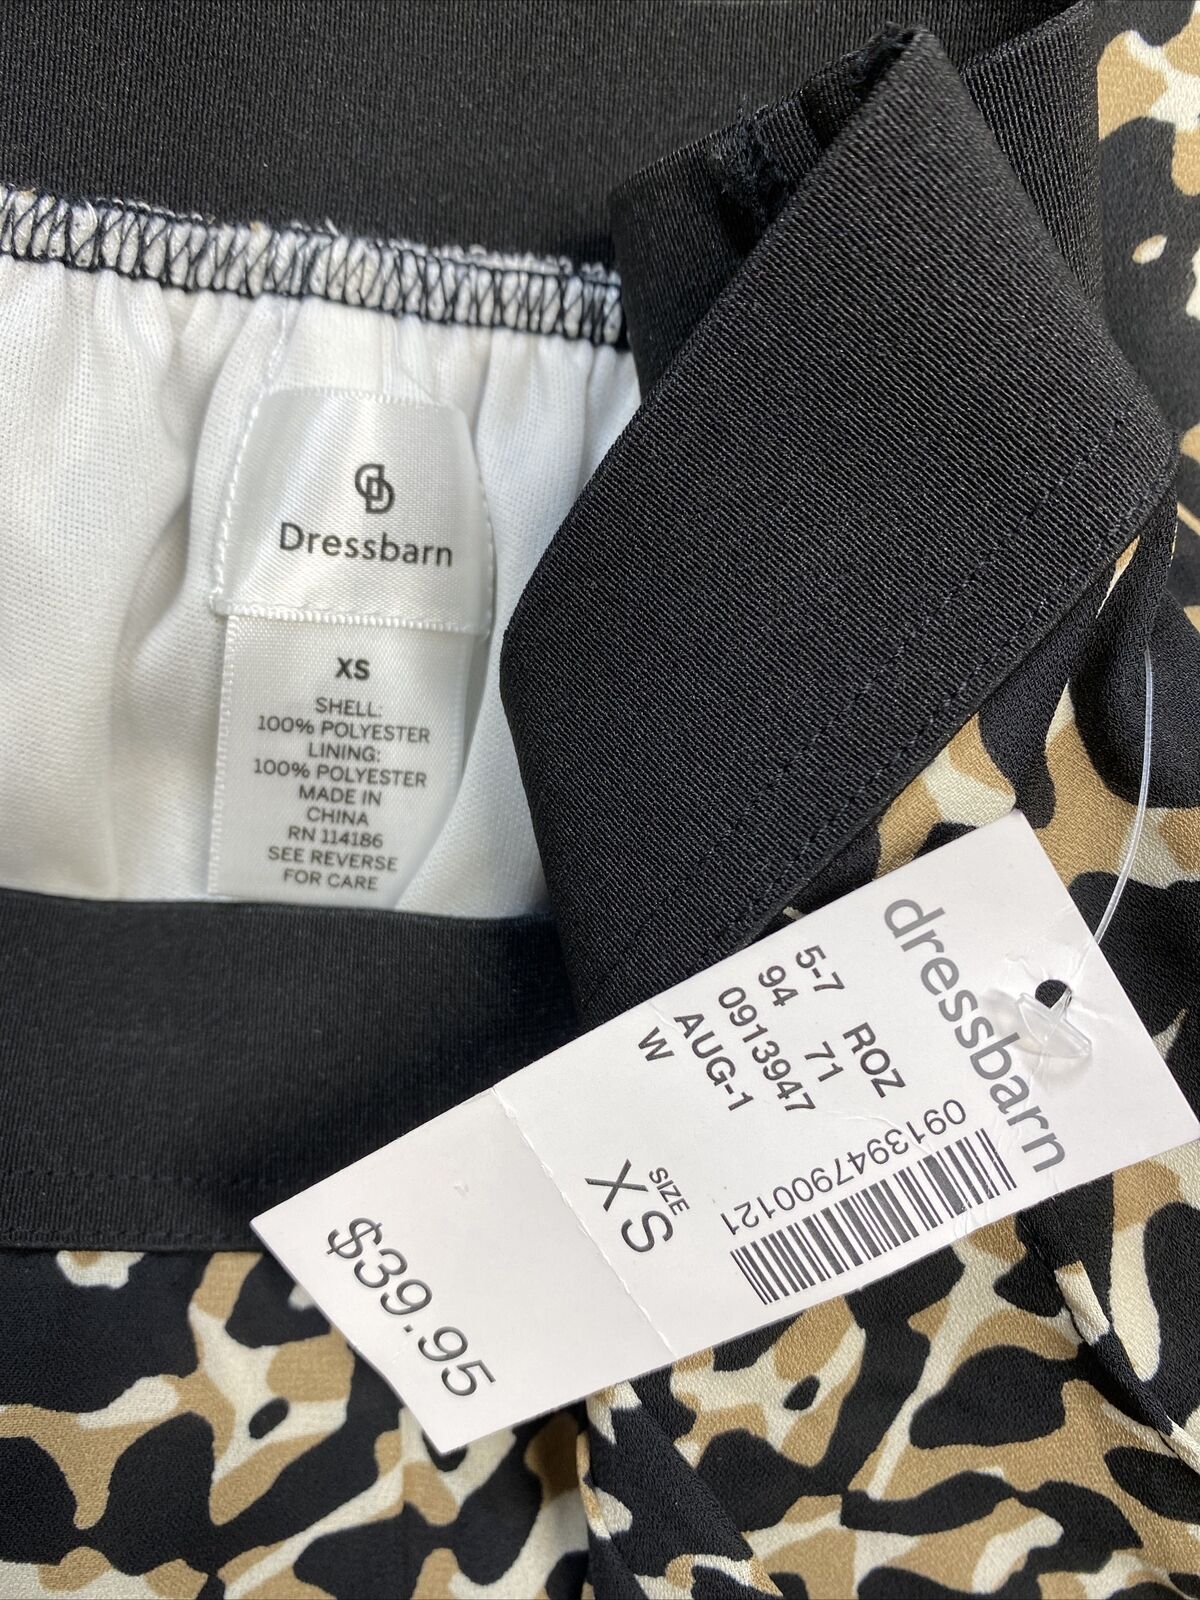 Dressbarn
XS
SHELL:
100% POLYESTER
LINING:
100% POLYESTER
MADE IN
CHINA
RN 114186
SEE REVERSE
FOR CARE
dressbarn
5-7 ROZ
94 71
0913947
AUG-1
W
0913947900121
SIZE
XS
$39.95